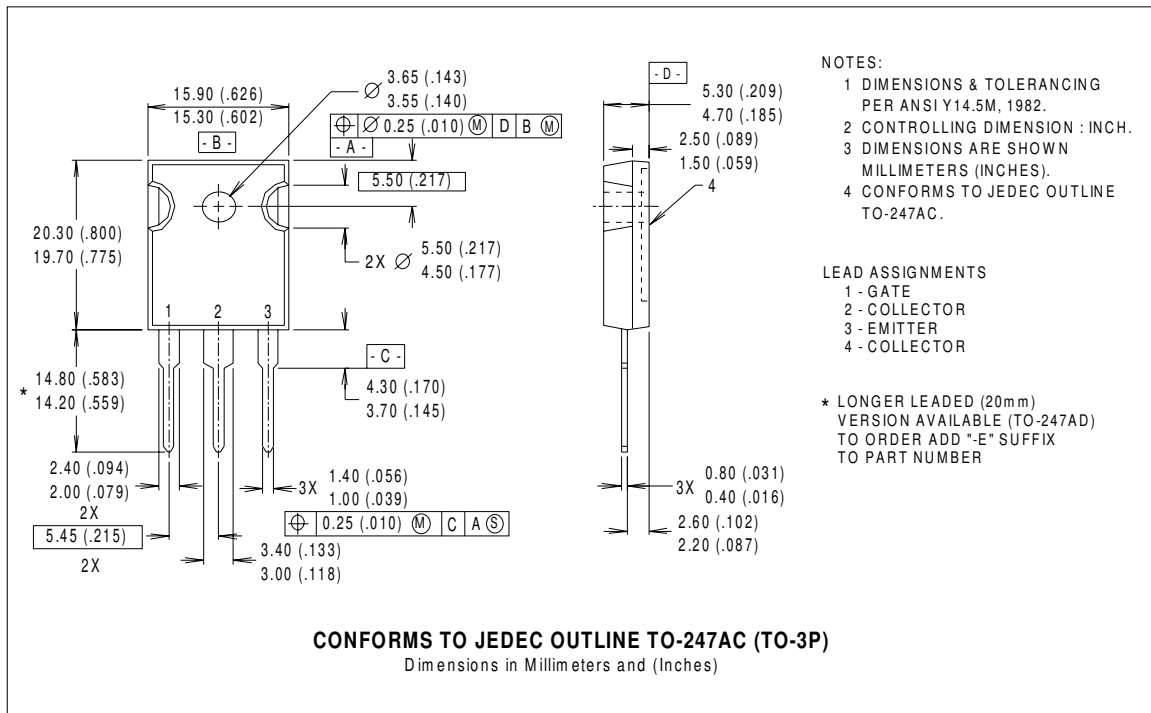 3.65 (.143)
3.55 (.140)
Ø
15.90 (.626)
15.30 (.602)
- B -
⌖ Ø 0.25 (.010) Ⓜ D B Ⓜ
- A -
5.50 (.217)
20.30 (.800)
19.70 (.775)
2X Ø
5.50 (.217)
4.50 (.177)
1 2 3
- C -
* 14.80 (.583)
14.20 (.559)
4.30 (.170)
3.70 (.145)
2.40 (.094)
2.00 (.079)
2X
5.45 (.215)
2X
3X
1.40 (.056)
1.00 (.039)
⌖ 0.25 (.010) Ⓜ C A Ⓢ
3.40 (.133)
3.00 (.118)
- D -
5.30 (.209)
4.70 (.185)
2.50 (.089)
1.50 (.059)
4
3X
0.80 (.031)
0.40 (.016)
2.60 (.102)
2.20 (.087)
NOTES:
1 DIMENSIONS & TOLERANCING
PER ANSI Y14.5M, 1982.
2 CONTROLLING DIMENSION : INCH.
3 DIMENSIONS ARE SHOWN
MILLIMETERS (INCHES).
4 CONFORMS TO JEDEC OUTLINE
TO-247AC.
LEAD ASSIGNMENTS
1 - GATE
2 - COLLECTOR
3 - EMITTER
4 - COLLECTOR
* LONGER LEADED (20mm)
VERSION AVAILABLE (TO-247AD)
TO ORDER ADD "-E" SUFFIX
TO PART NUMBER
CONFORMS TO JEDEC OUTLINE TO-247AC (TO-3P)
Dimensions in Millimeters and (Inches)